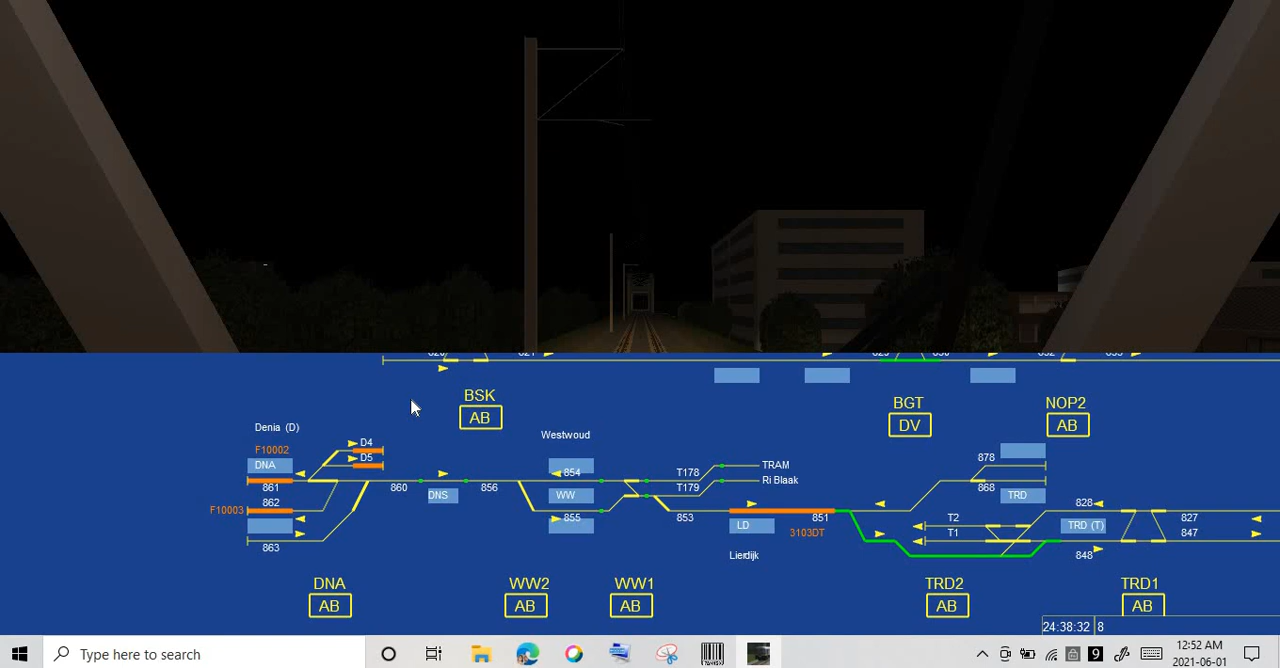 BSK
AB
BGT
DV
NOP2
AB
Denia (D)
F10002
D4
DNA
D5
861
862
F10003
863
860
DNS
856
Westwoud
854
WW
855
T178
TRAM
T179
Ri Blaak
853
LD
851
3103DT
Lierdijk
878
868
TRD
T2
T1
828
TRD (T)
848
827
847
DNA
AB
WW2
AB
WW1
AB
TRD2
AB
TRD1
AB
24:38:32 8
Type here to search
9
12:52 AM
2021-06-01